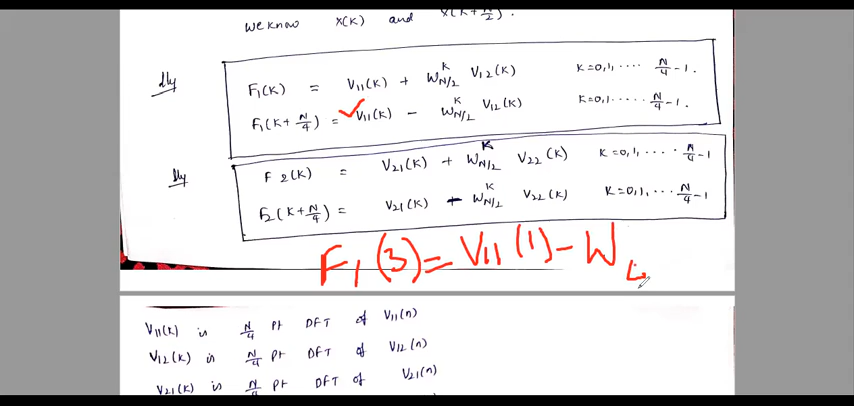 we know X(K) and X(K+N/2).
lly F1(K) = V11(K) + W^K_N/2 V12(K) K=0,1,.... N/4-1.
F1(K+N/4) = V11(K) - W^K_N/2 V12(K) K=0,1,..... N/4-1.
lly F2(K) = V21(K) + W^K_N/2 V22(K) K=0,1,.... N/4-1
F2(K+N/4) = V21(K) - W^K_N/2 V22(K) K=0,1,... N/4-1
F1(3) = V11(1) - W
V11(K) is N/4 pt DFT of V11(n)
V12(K) is N/4 pt DFT of V12(n)
V21(K) is N/4 pt DFT of V21(n)